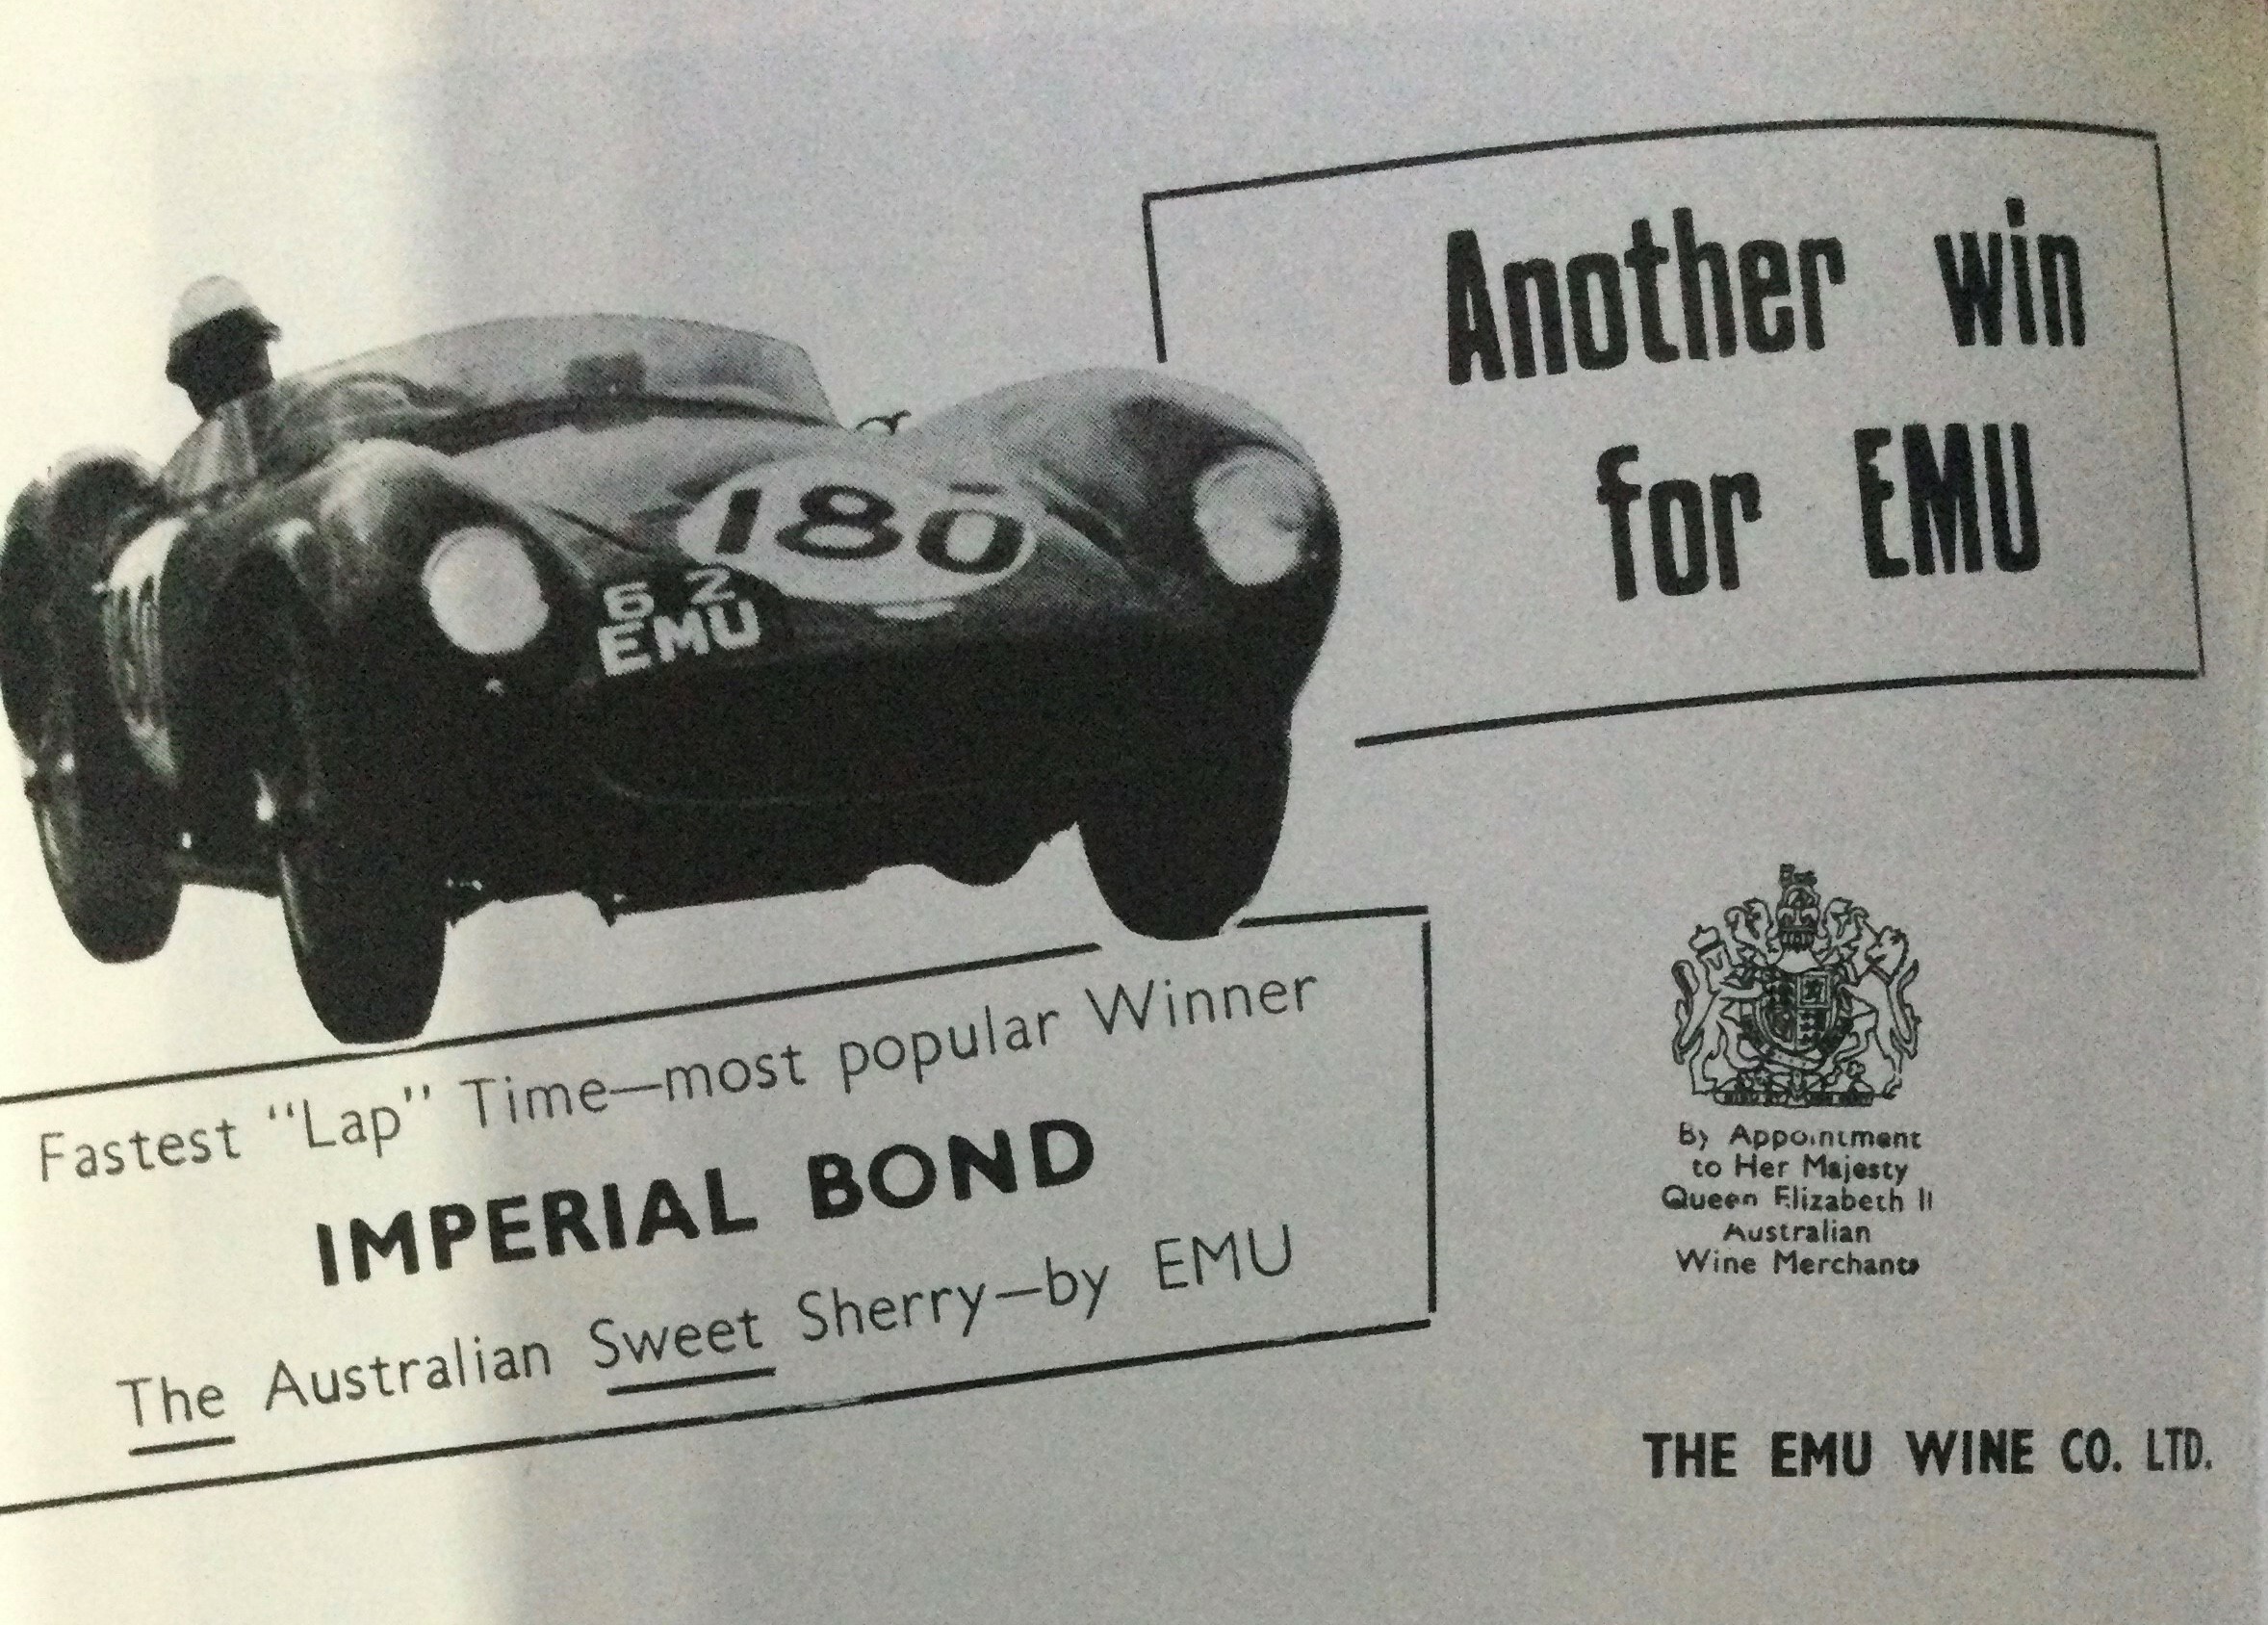 Another win
for EMU
180
62
EMU
Fastest "Lap" Time—most popular Winner
IMPERIAL BOND
The Australian Sweet Sherry—by EMU
By Appointment
to Her Majesty
Queen Elizabeth II
Australian
Wine Merchants
THE EMU WINE CO. LTD.